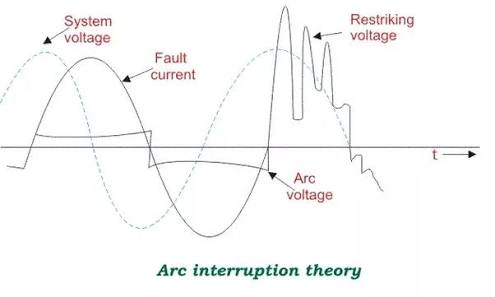 System
voltage
Fault
current
Restriking
voltage
t
Arc
voltage
Arc interruption theory